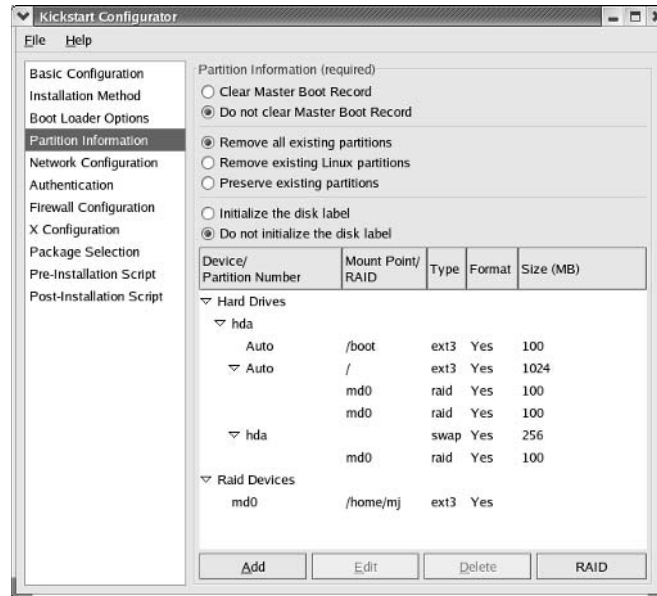 Kickstart Configurator
File Help
Basic Configuration
Installation Method
Boot Loader Options
Partition Information
Network Configuration
Authentication
Firewall Configuration
X Configuration
Package Selection
Pre-Installation Script
Post-Installation Script
Partition Information (required)
Clear Master Boot Record
Do not clear Master Boot Record
Remove all existing partitions
Remove existing Linux partitions
Preserve existing partitions
Initialize the disk label
Do not initialize the disk label
Device/ Mount Point/
Partition Number RAID Type Format Size (MB)
Hard Drives
hda
Auto /boot ext3 Yes 100
Auto / ext3 Yes 1024
md0 raid Yes 100
md0 raid Yes 100
hda swap Yes 256
md0 raid Yes 100
Raid Devices
md0 /home/mj ext3 Yes
Add Edit Delete RAID